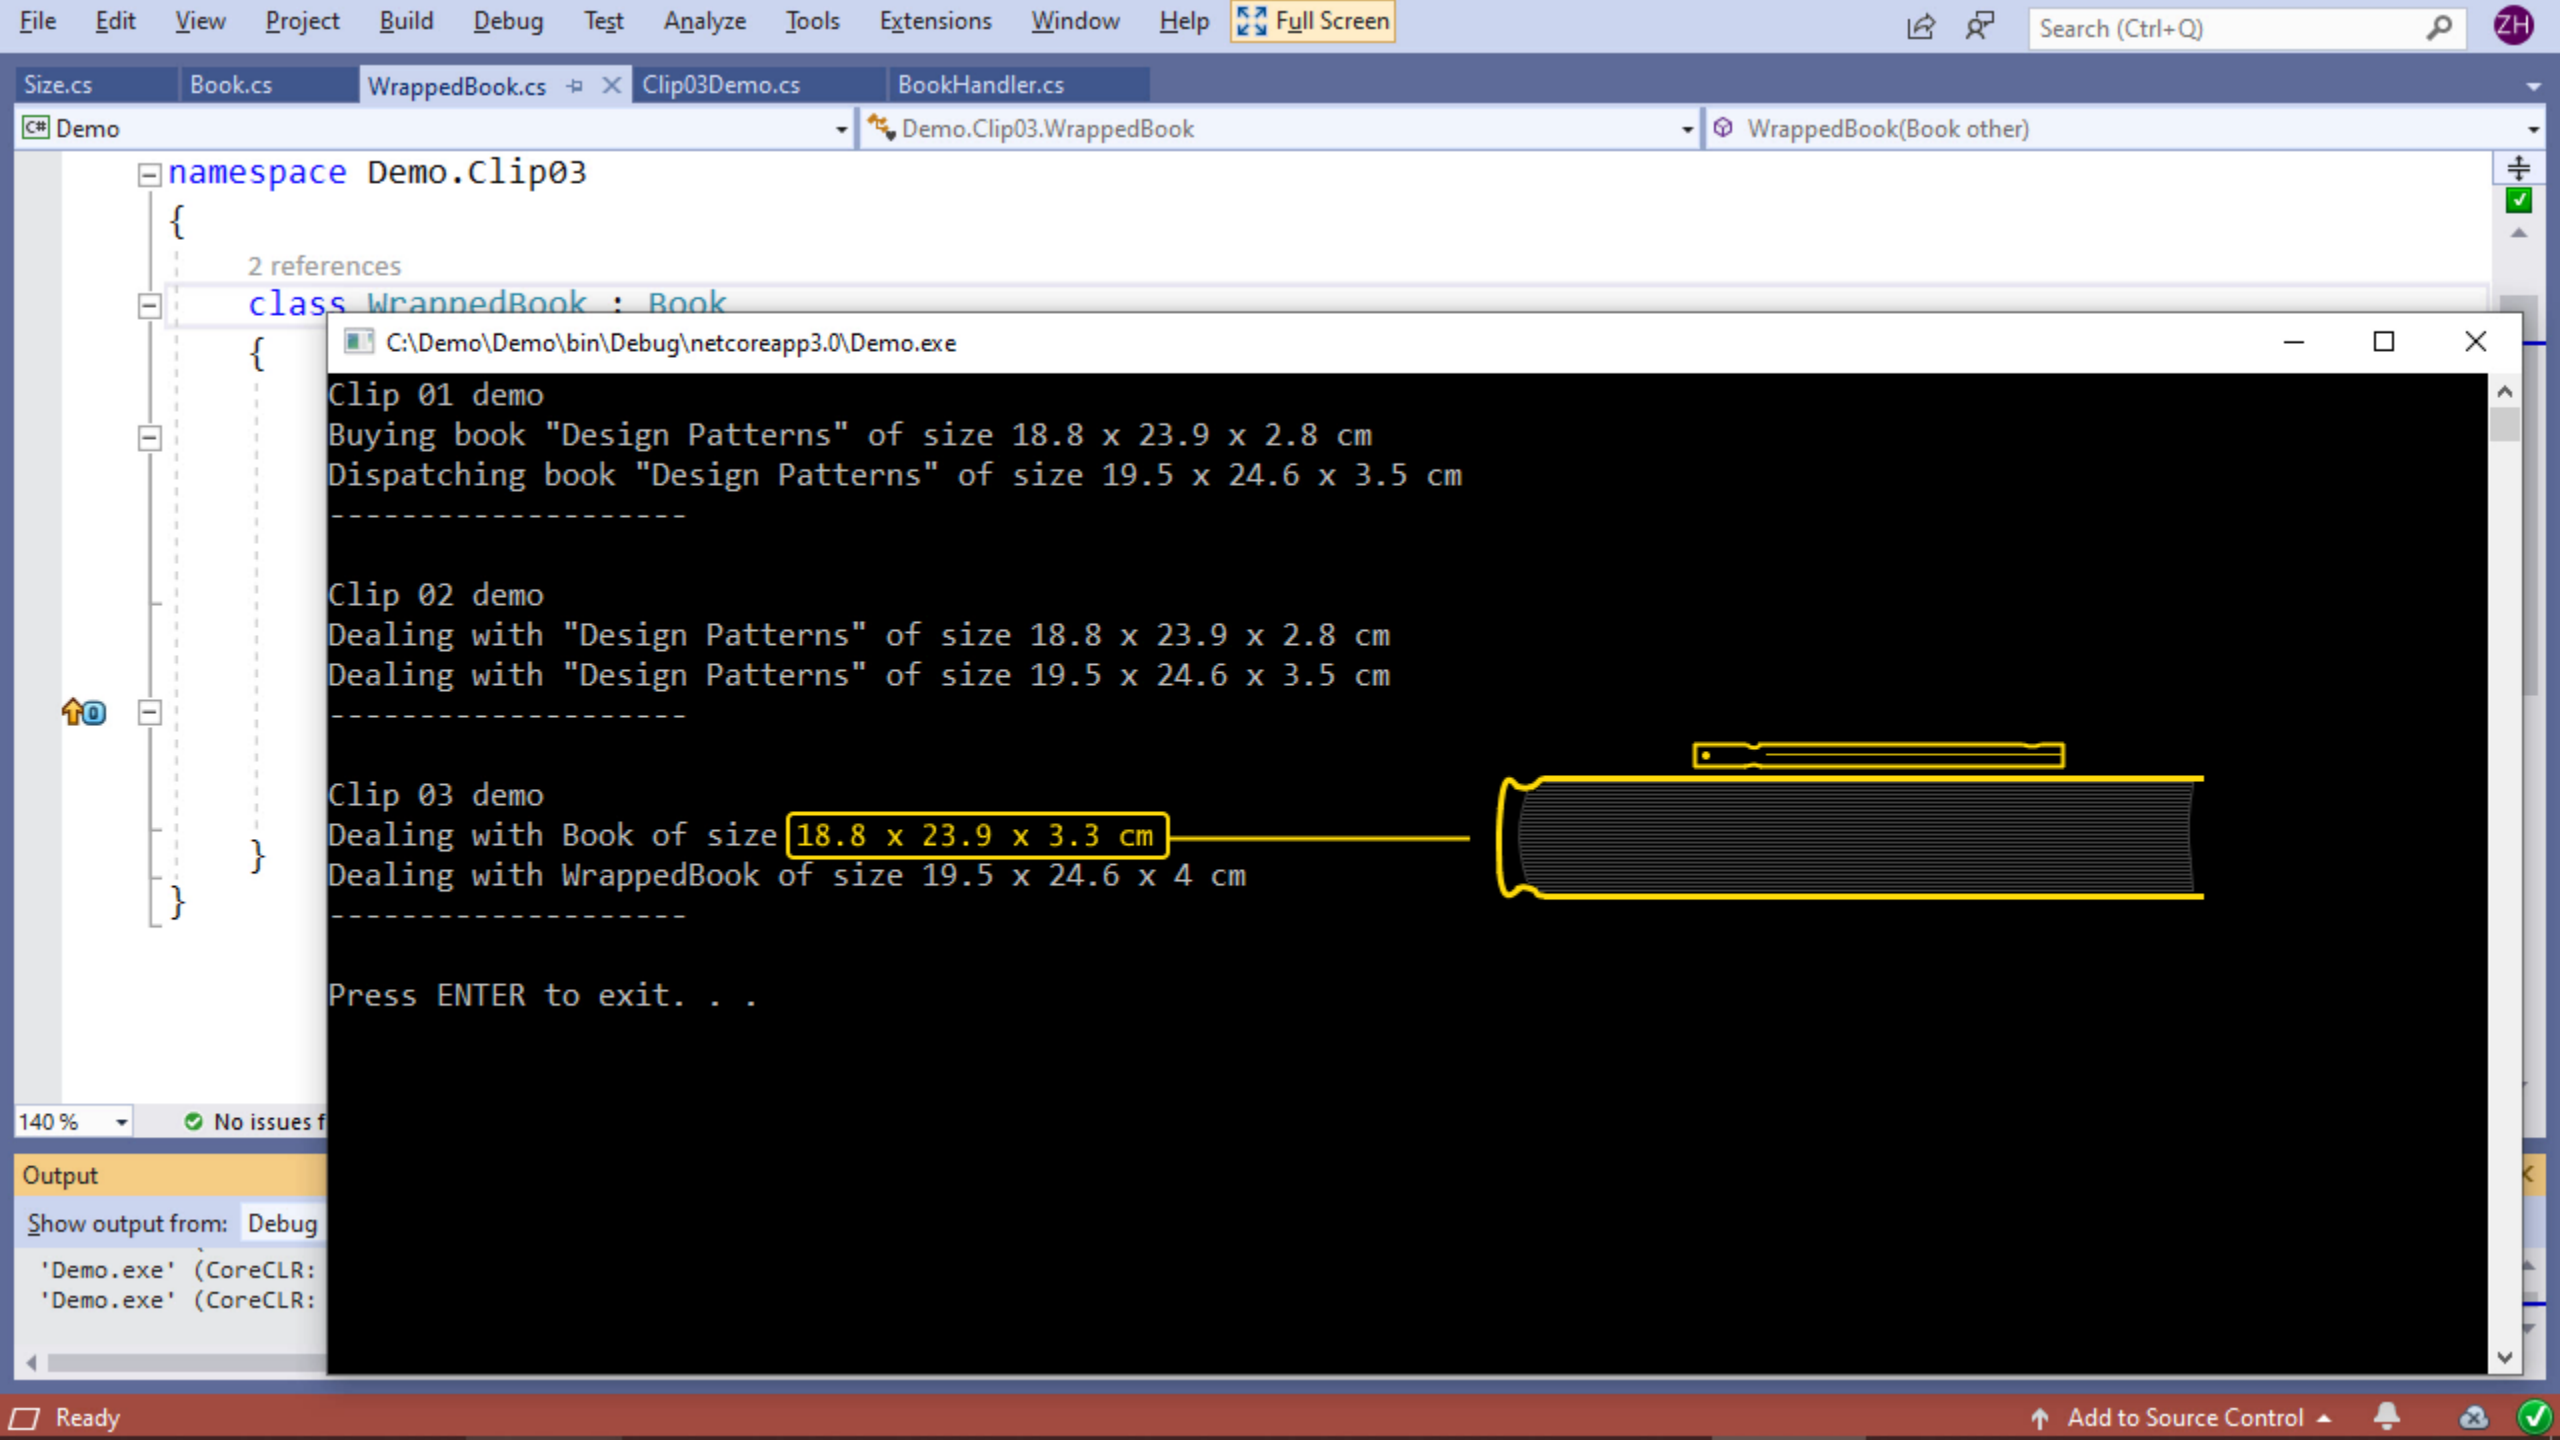 File Edit View Project Build Debug Test Analyze Tools Extensions Window Help Full Screen Search (Ctrl+Q) ZH
Size.cs Book.cs WrappedBook.cs Clip03Demo.cs BookHandler.cs
C# Demo Demo.Clip03.WrappedBook WrappedBook(Book other)
namespace Demo.Clip03
{
2 references
class WrappedBook : Book
{
C:\Demo\Demo\bin\Debug\netcoreapp3.0\Demo.exe
Clip 01 demo
Buying book "Design Patterns" of size 18.8 x 23.9 x 2.8 cm
Dispatching book "Design Patterns" of size 19.5 x 24.6 x 3.5 cm
--------------------
Clip 02 demo
Dealing with "Design Patterns" of size 18.8 x 23.9 x 2.8 cm
Dealing with "Design Patterns" of size 19.5 x 24.6 x 3.5 cm
--------------------
Clip 03 demo
Dealing with Book of size 18.8 x 23.9 x 3.3 cm
Dealing with WrappedBook of size 19.5 x 24.6 x 4 cm
--------------------
Press ENTER to exit. . .
}
}
140 % No issues f
Output
Show output from: Debug
'Demo.exe' (CoreCLR:
'Demo.exe' (CoreCLR:
Ready Add to Source Control